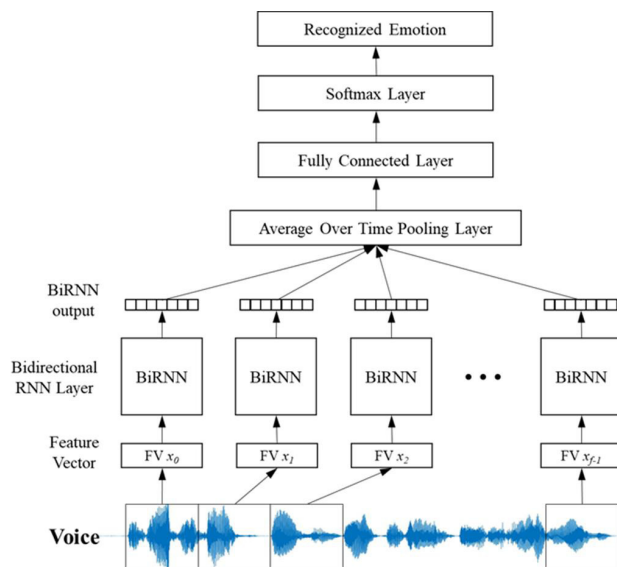 Recognized Emotion
Softmax Layer
Fully Connected Layer
Average Over Time Pooling Layer
BiRNN
output
Bidirectional
RNN Layer
BiRNN
BiRNN
BiRNN
• • •
BiRNN
Feature
Vector
FV x0
FV x1
FV x2
FV xf-1
Voice